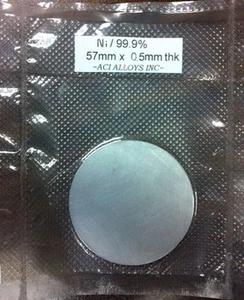 Ni / 99.9%
57mm x 0.5mm thk
~ACI ALLOYS INC~